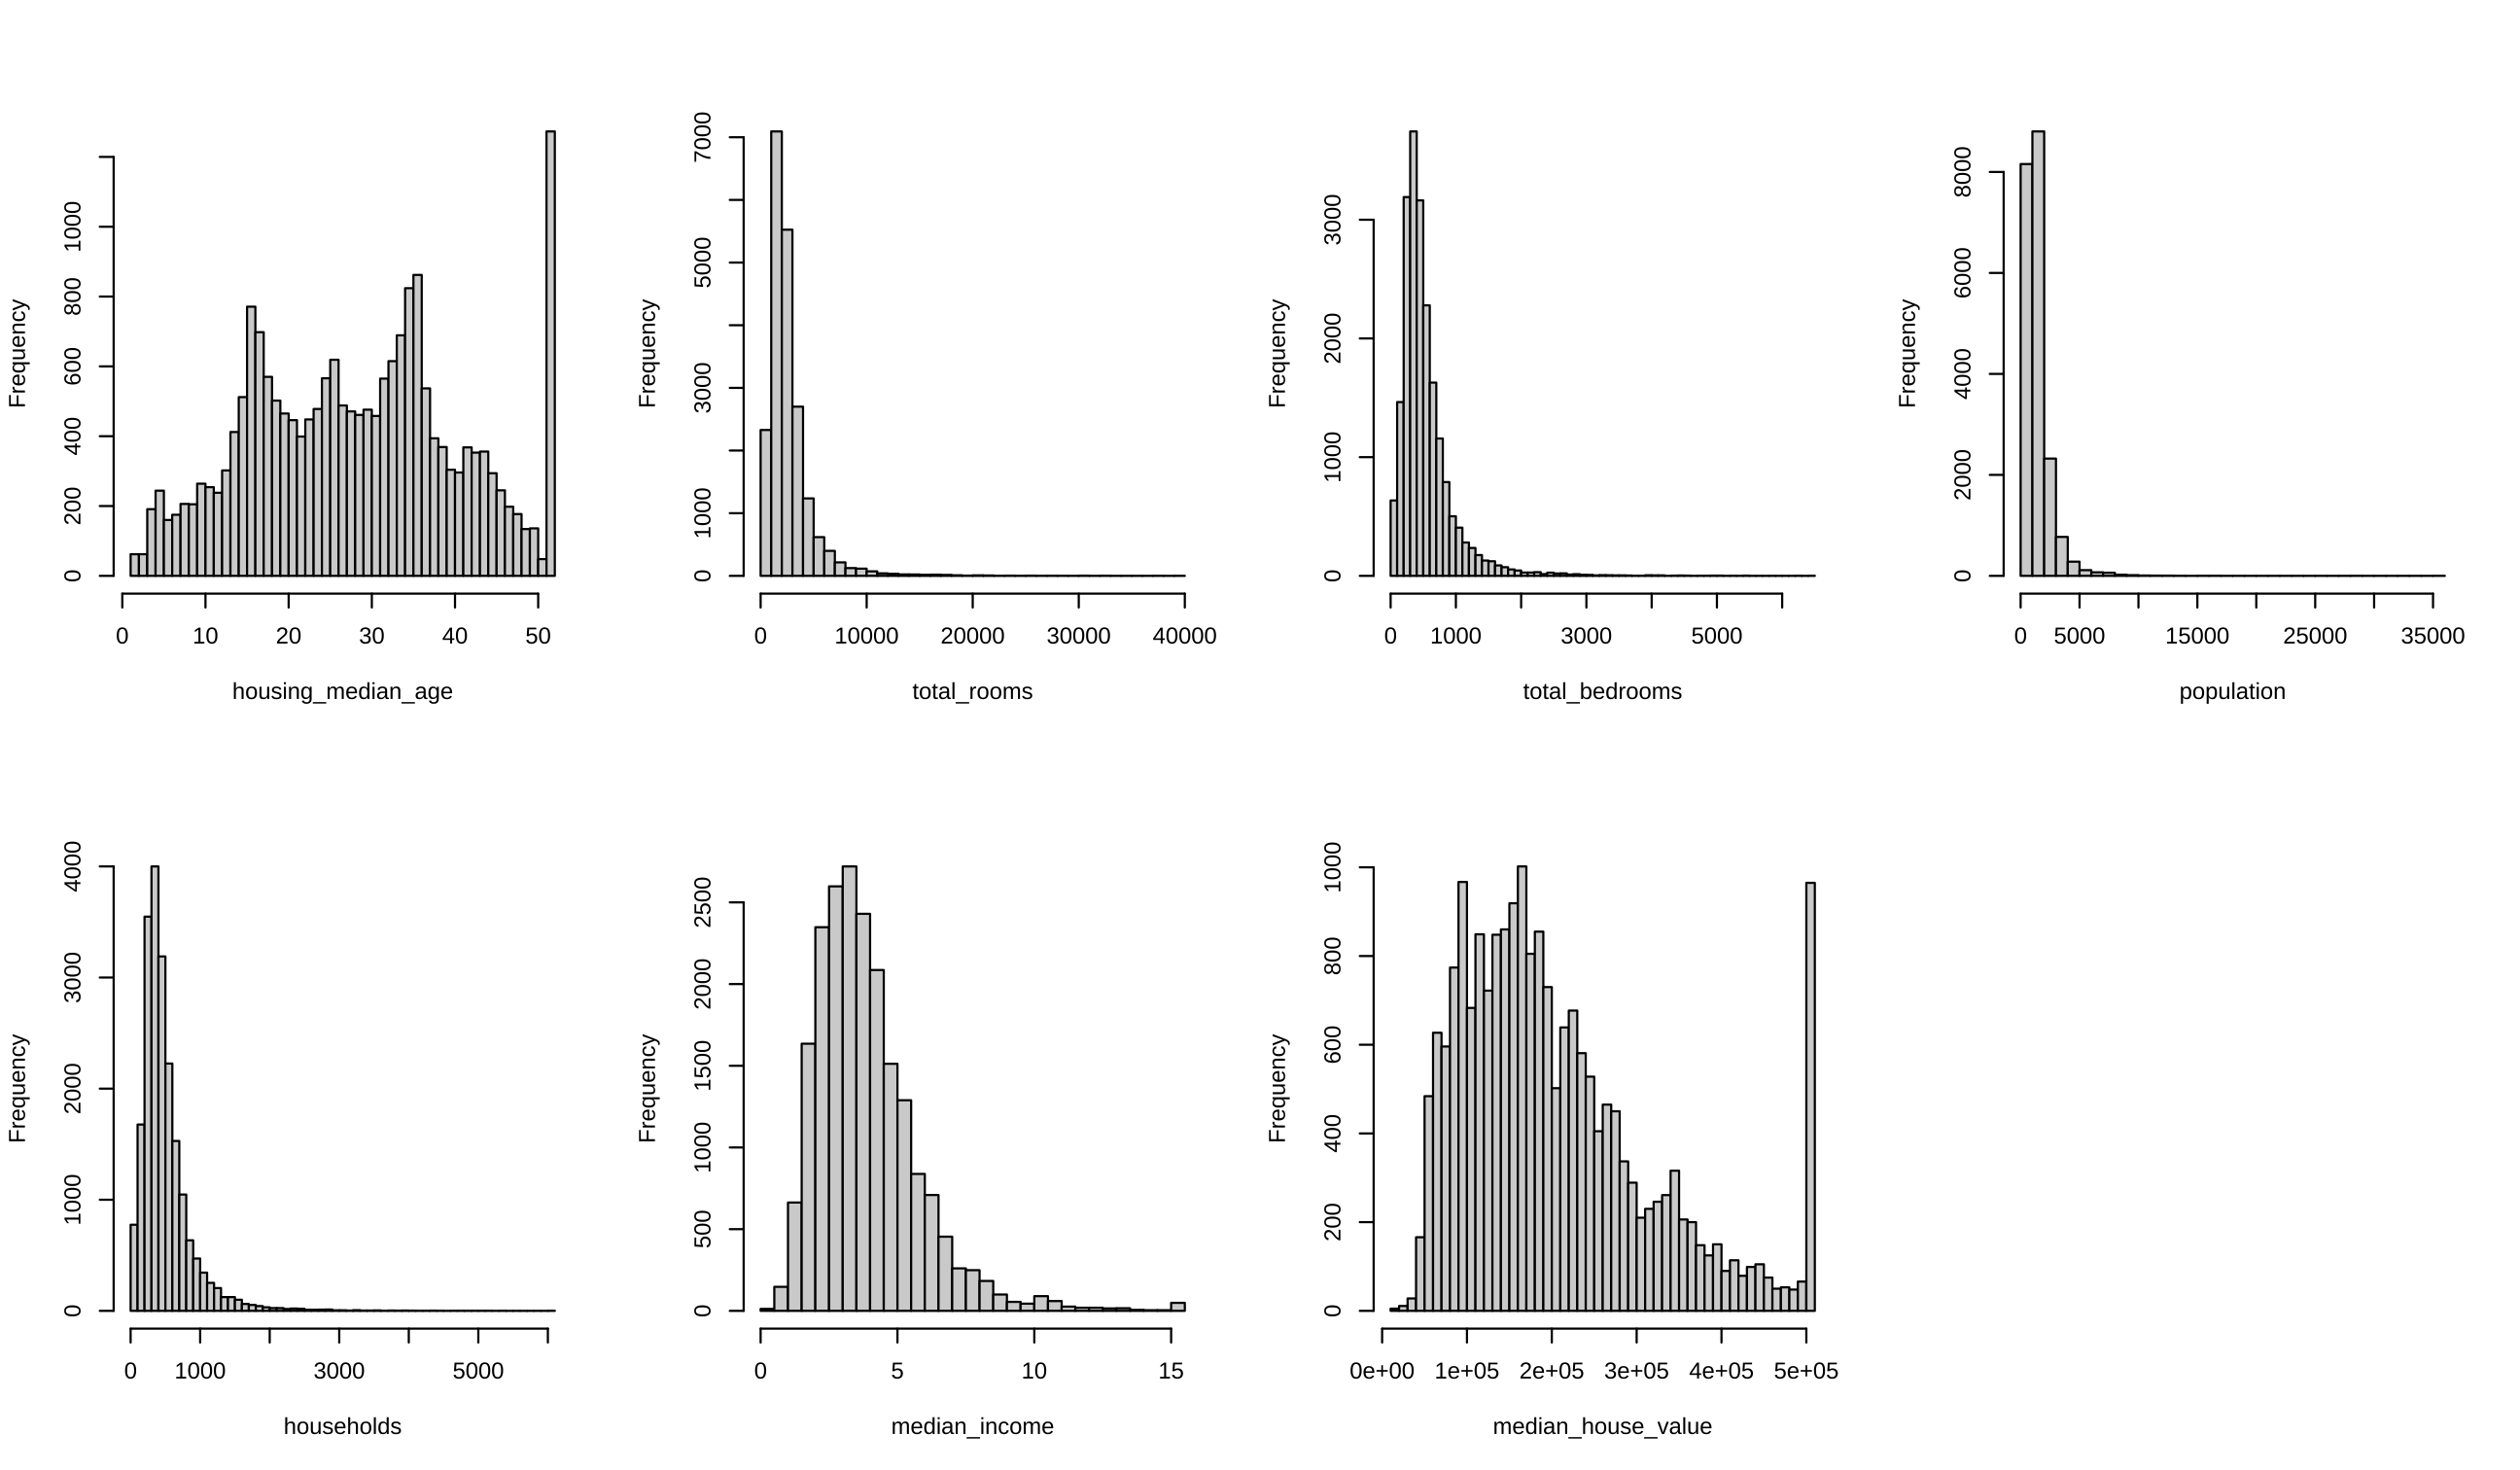 Frequency
0 200 400 600 800 1000
0 10 20 30 40 50
housing_median_age
Frequency
0 1000 3000 5000 7000
0 10000 20000 30000 40000
total_rooms
Frequency
0 1000 2000 3000
0 1000 3000 5000
total_bedrooms
Frequency
0 2000 4000 6000 8000
0 5000 15000 25000 35000
population
Frequency
0 1000 2000 3000 4000
0 1000 3000 5000
households
Frequency
0 500 1000 1500 2000 2500
0 5 10 15
median_income
Frequency
0 200 400 600 800 1000
0e+00 1e+05 2e+05 3e+05 4e+05 5e+05
median_house_value